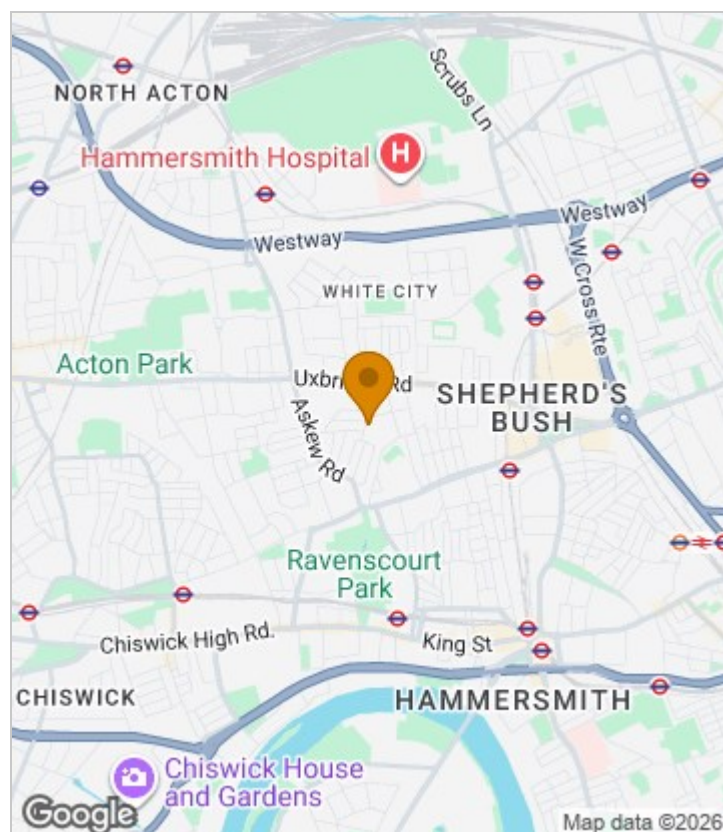 Scrubs Ln
NORTH ACTON
Hammersmith Hospital
H
Westway
Westway
W Cross Rte
WHITE CITY
Acton Park
Uxbri Rd
SHEPHERD'S
BUSH
Askew Rd
Ravenscourt
Park
Chiswick High Rd.
King St
CHISWICK
HAMMERSMITH
Chiswick House
and Gardens
Google
Map data ©2026